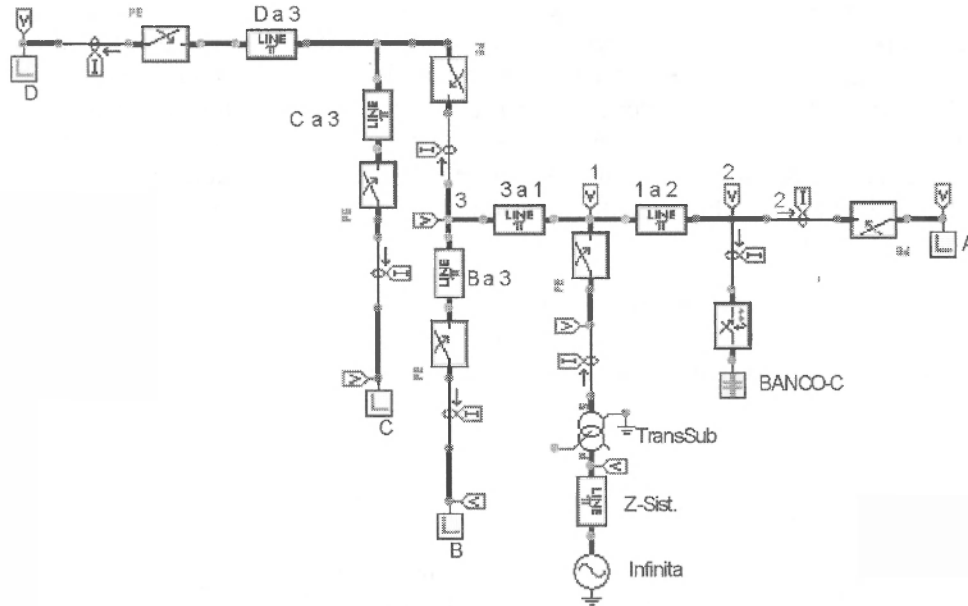 D a 3
V
I
LINE
D
C a 3
LINE
I
V
C
I
3
V
3 a 1
LINE
1
V
1 a 2
LINE
2
V
2
I
V
A
B a 3
LINE
I
V
B
V
I
I
BANCO-C
TransSub
V
LINE
Z-Sist.
Infinita